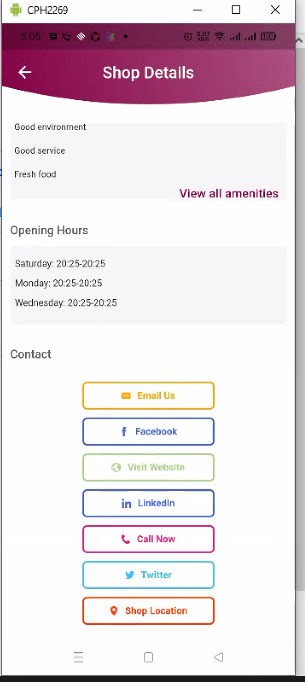 CPH2269
5:05
Shop Details
Good environment
Good service
Fresh food
View all amenities
Opening Hours
Saturday: 20:25-20:25
Monday: 20:25-20:25
Wednesday: 20:25-20:25
Contact
Email Us
Facebook
Visit Website
LinkedIn
Call Now
Twitter
Shop Location